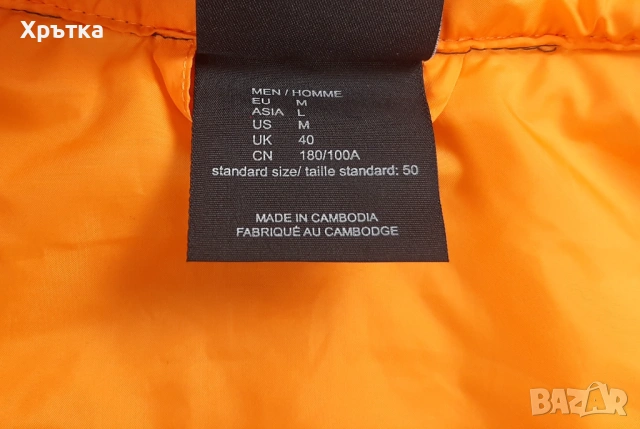 Хрътка
MEN / HOMME
EU M
ASIA L
US M
UK 40
CN 180/100A
standard size/ taille standard: 50
MADE IN CAMBODIA
FABRIQUÉ AU CAMBODGE
BAZAR